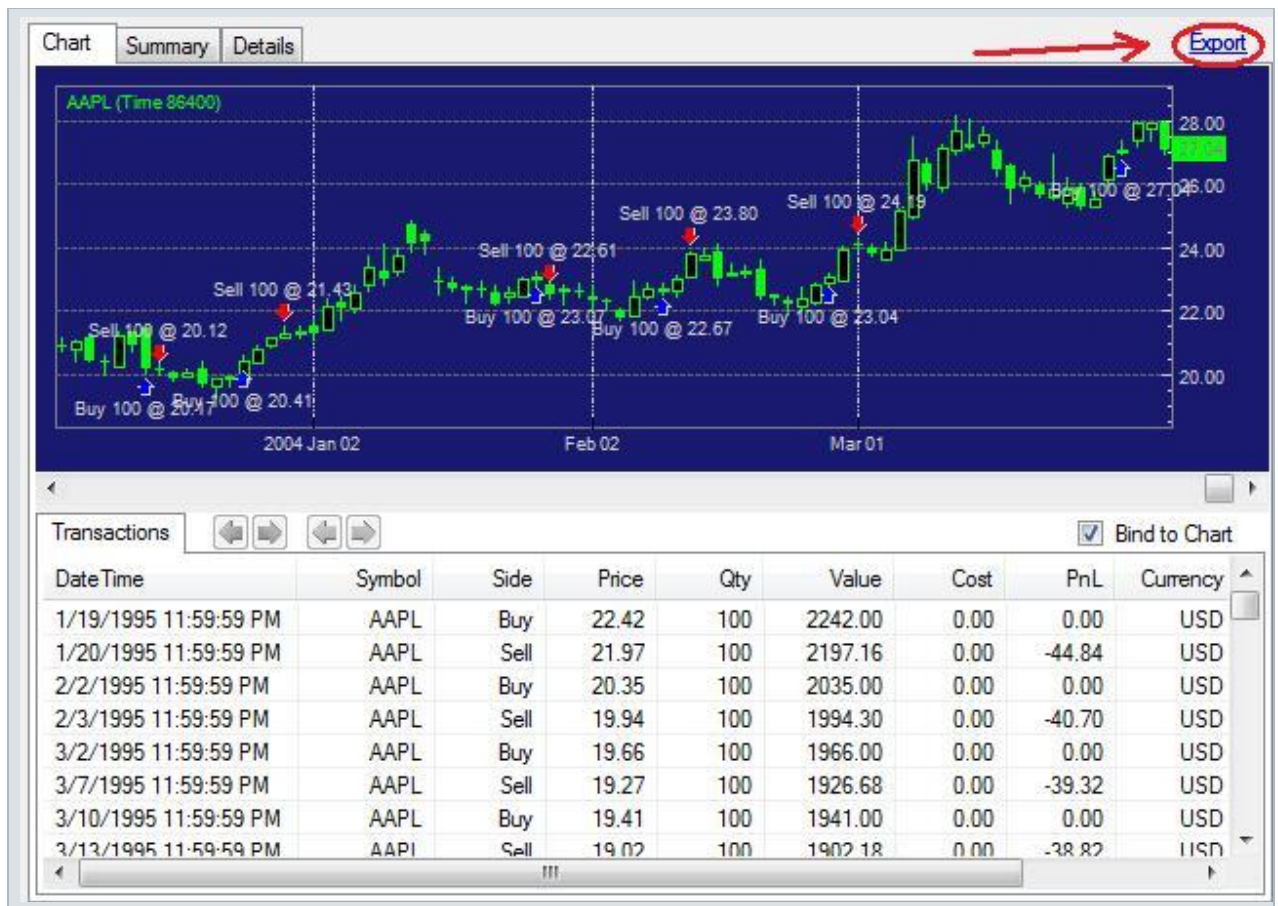 Chart Summary Details Export
AAPL (Time 86400)
28.00
27.04
Buy 100 @ 27.04
26.00
Sell 100 @ 24.19
Sell 100 @ 23.80
24.00
Sell 100 @ 22.61
Sell 100 @ 21.43
22.00
Buy 100 @ 23.07
Buy 100 @ 22.67
Buy 100 @ 23.04
Sell 100 @ 20.12
20.00
Buy 100 @ 20.17
Buy 100 @ 20.41
2004 Jan 02 Feb 02 Mar 01
Transactions Bind to Chart
DateTime Symbol Side Price Qty Value Cost PnL Currency
1/19/1995 11:59:59 PM AAPL Buy 22.42 100 2242.00 0.00 0.00 USD
1/20/1995 11:59:59 PM AAPL Sell 21.97 100 2197.16 0.00 -44.84 USD
2/2/1995 11:59:59 PM AAPL Buy 20.35 100 2035.00 0.00 0.00 USD
2/3/1995 11:59:59 PM AAPL Sell 19.94 100 1994.30 0.00 -40.70 USD
3/2/1995 11:59:59 PM AAPL Buy 19.66 100 1966.00 0.00 0.00 USD
3/7/1995 11:59:59 PM AAPL Sell 19.27 100 1926.68 0.00 -39.32 USD
3/10/1995 11:59:59 PM AAPL Buy 19.41 100 1941.00 0.00 0.00 USD
3/13/1995 11:59:59 PM AAPL Sell 19.02 100 1902.18 0.00 -38.82 USD